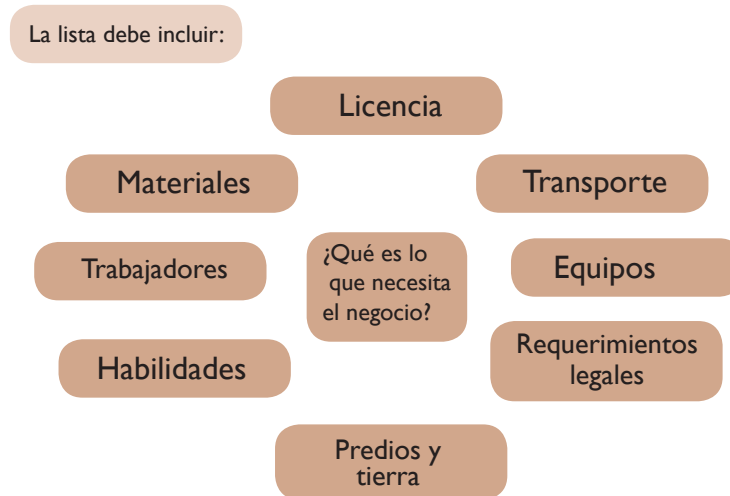 La lista debe incluir:
Licencia
Materiales
Transporte
Trabajadores
¿Qué es lo
que necesita
el negocio?
Equipos
Habilidades
Requerimientos
legales
Predios y
tierra